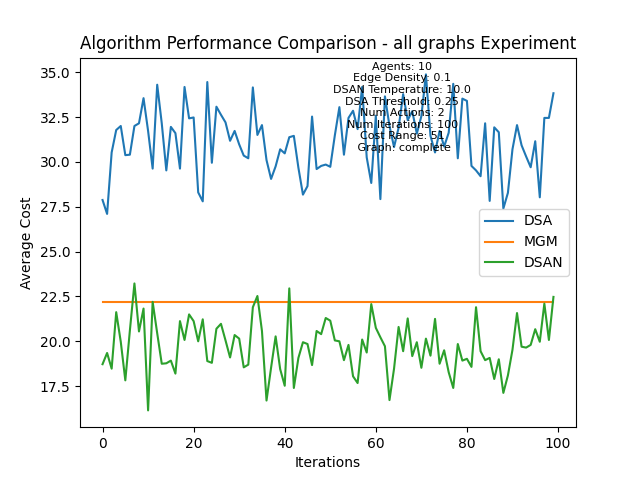 Algorithm Performance Comparison - all graphs Experiment
Agents: 10
Edge Density: 0.1
DSAN Temperature: 10.0
DSA Threshold: 0.25
Num Actions: 2
Num Iterations: 100
Cost Range: 5
Graph: complete
35.0
32.5
30.0
27.5
25.0
22.5
20.0
17.5
Average Cost
DSA
MGM
DSAN
0
20
40
60
80
100
Iterations